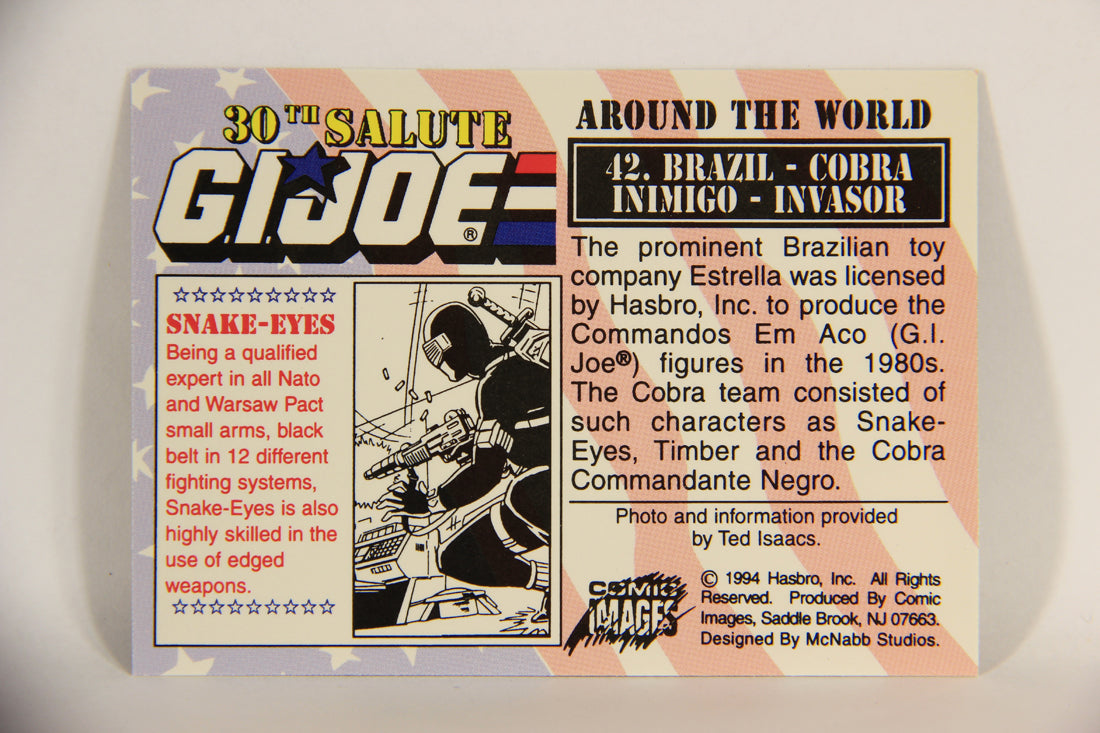 30TH SALUTE
G.I. JOE®
☆☆☆☆☆☆☆☆☆
SNAKE-EYES
Being a qualified
expert in all Nato
and Warsaw Pact
small arms, black
belt in 12 different
fighting systems,
Snake-Eyes is also
highly skilled in the
use of edged
weapons.
☆☆☆☆☆☆☆☆☆
AROUND THE WORLD
42. BRAZIL - COBRA
INIMIGO - INVASOR
The prominent Brazilian toy
company Estrella was licensed
by Hasbro, Inc. to produce the
Commandos Em Aco (G.I.
Joe®) figures in the 1980s.
The Cobra team consisted of
such characters as Snake-
Eyes, Timber and the Cobra
Commandante Negro.
Photo and information provided
by Ted Isaacs.
COMIC
IMAGES
© 1994 Hasbro, Inc. All Rights
Reserved. Produced By Comic
Images, Saddle Brook, NJ 07663.
Designed By McNabb Studios.